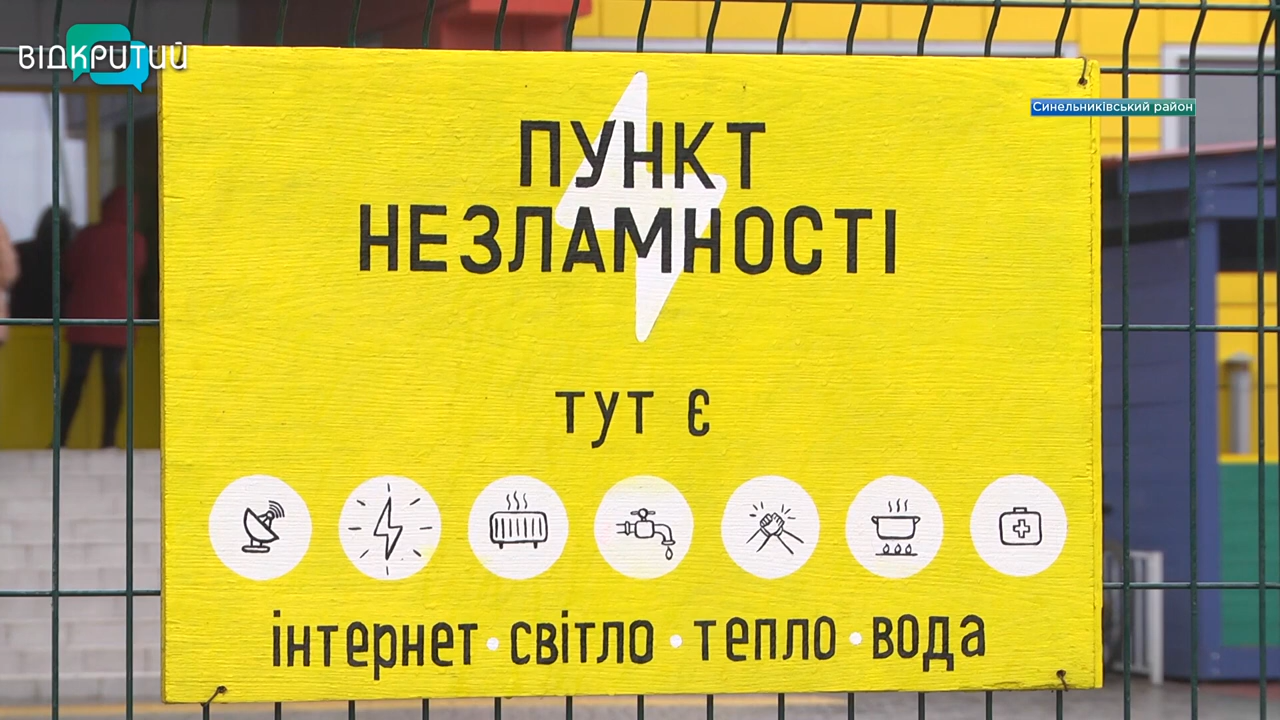 ВІДКРИТИЙ
Синельниківський район
ПУНКТ
НЕЗЛАМНОСТІ
тут є
інтернет • світло • тепло • вода